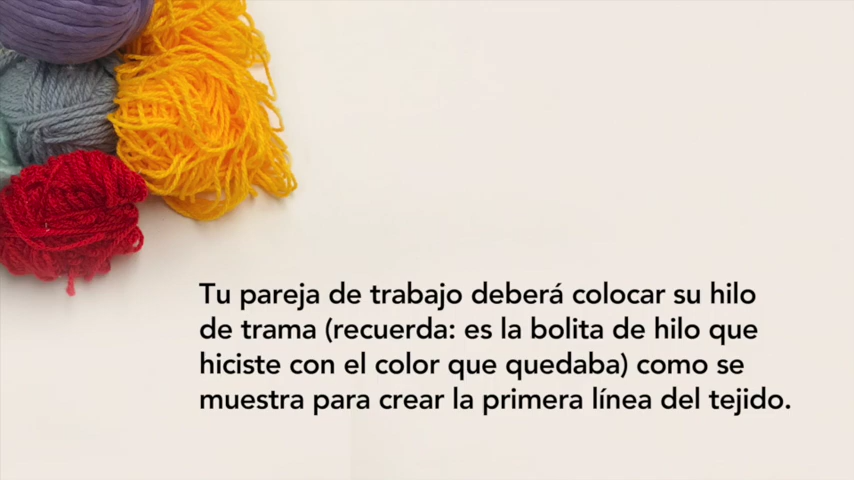 Tu pareja de trabajo deberá colocar su hilo
de trama (recuerda: es la bolita de hilo que
hiciste con el color que quedaba) como se
muestra para crear la primera línea del tejido.